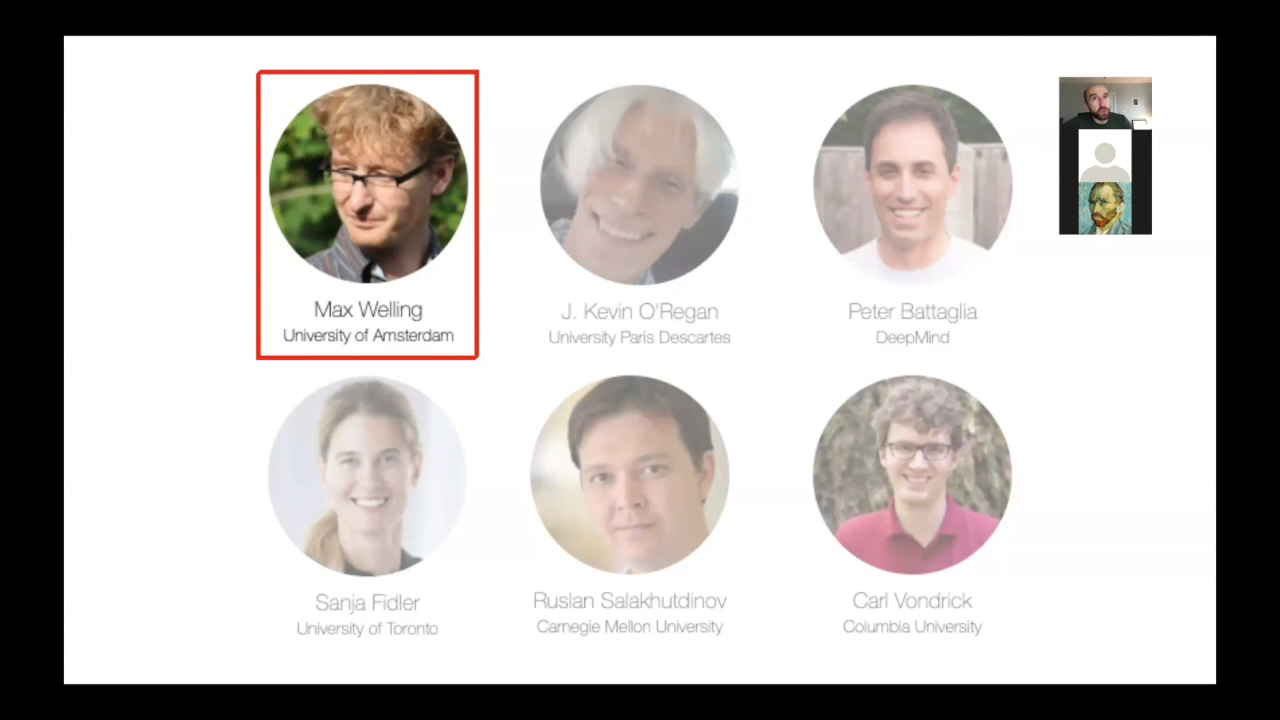 Max Welling
University of Amsterdam
J. Kevin O'Regan
University Paris Descartes
Peter Battaglia
DeepMind
Sanja Fidler
University of Toronto
Ruslan Salakhutdinov
Carnegie Mellon University
Carl Vondrick
Columbia University